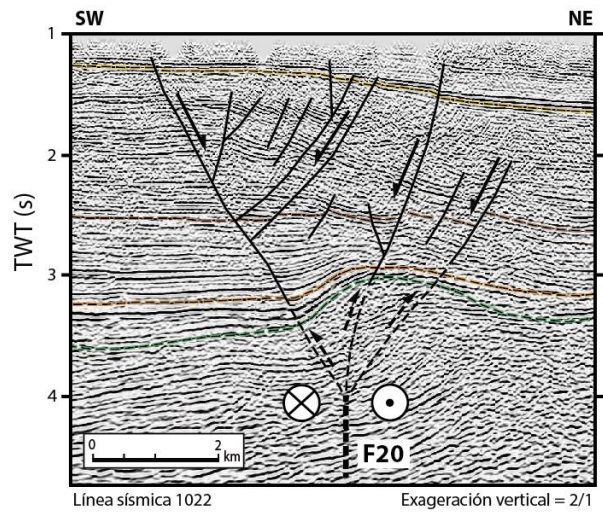 SW NE
1
2
TWT (s)
3
4
0 2
km
F20
Línea sísmica 1022 Exageración vertical = 2/1